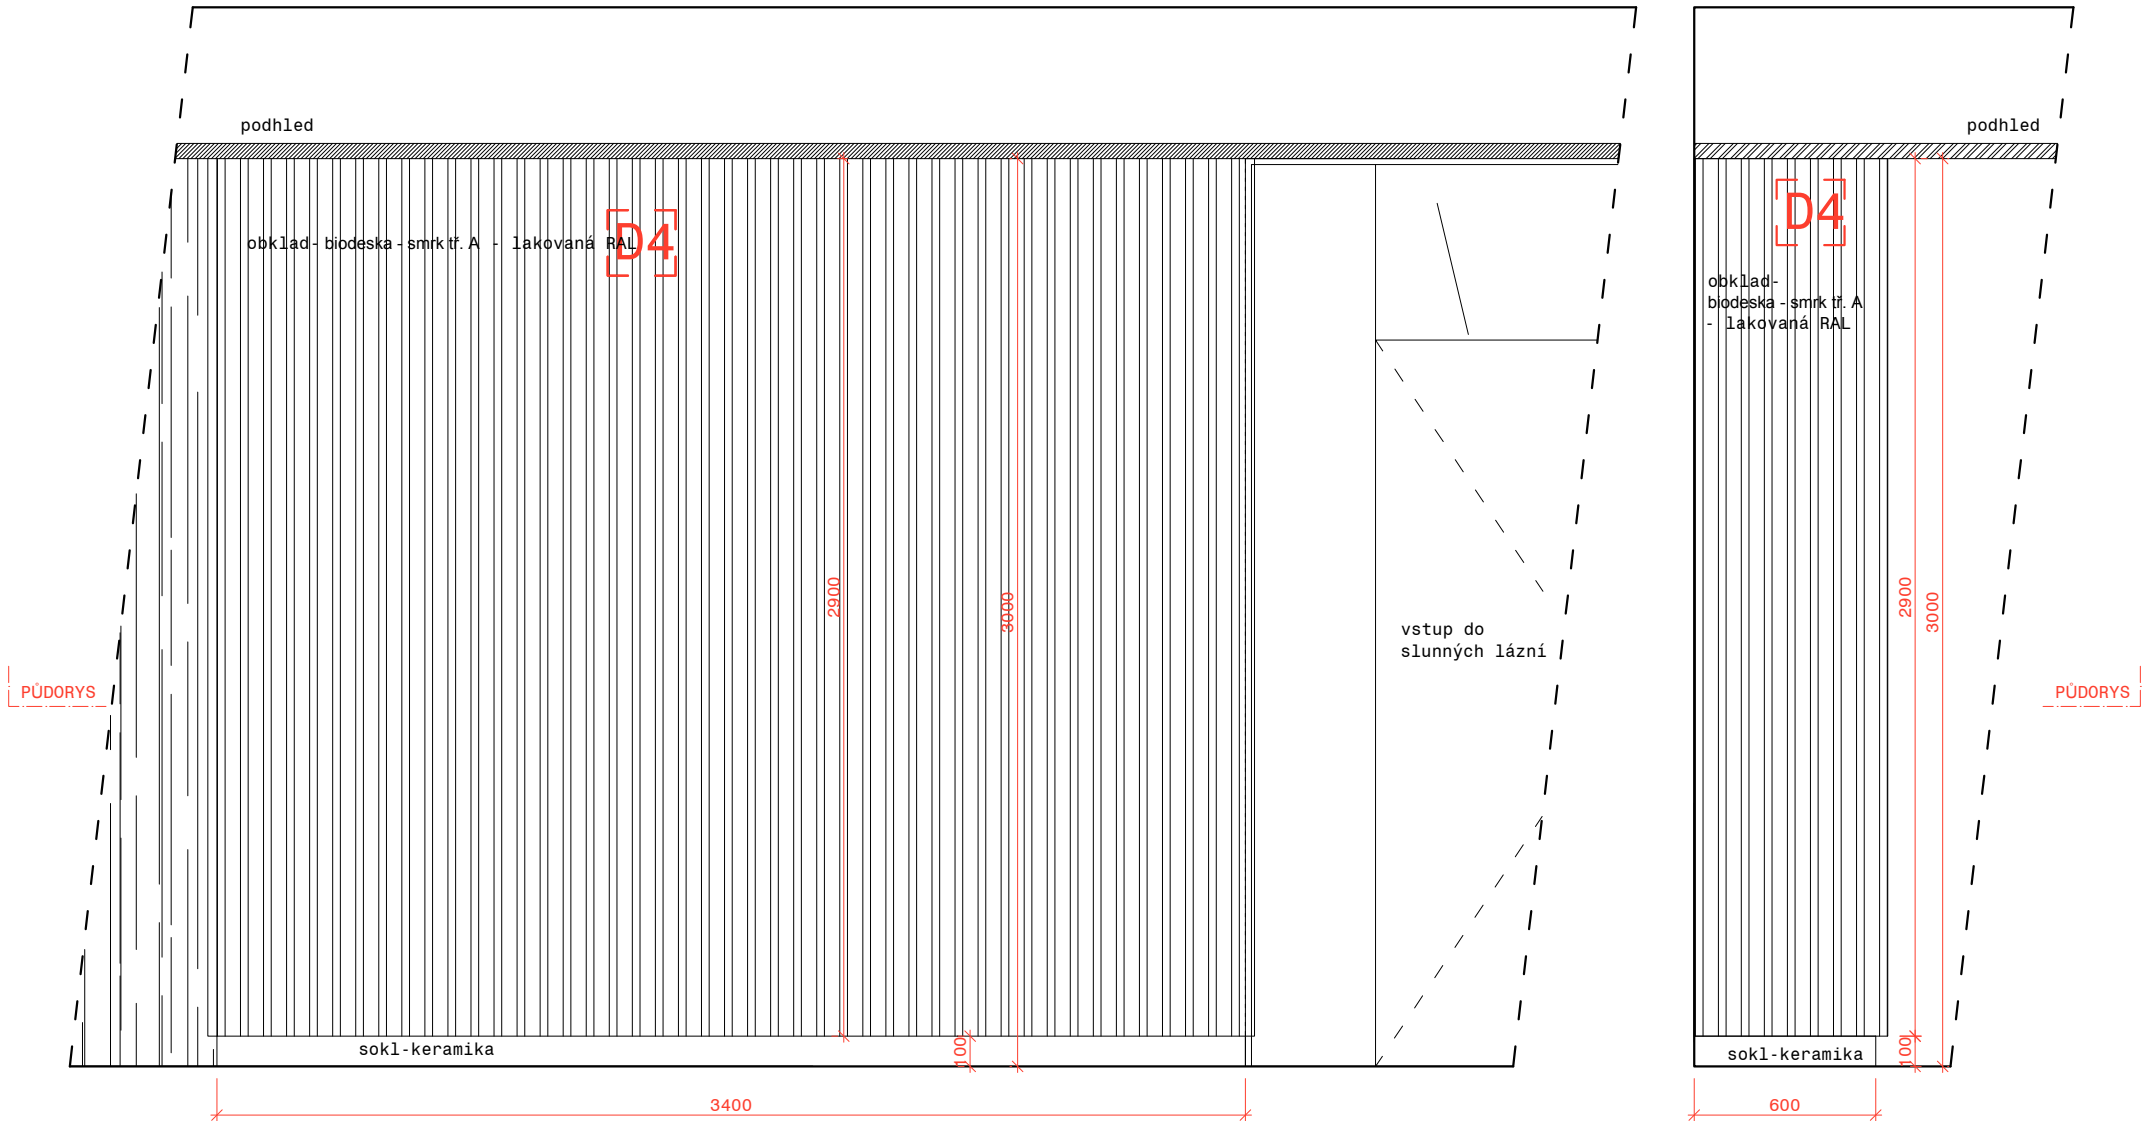 podhled
podhled
D4
obklad- biodeska - smrk tř. A - lakovaná RAL
D4
obklad-
biodeska - smrk tř. A
- lakovaná RAL
2900
3000
2900
3000
vstup do
slunných lázní
PŮDORYS
PŮDORYS
sokl-keramika
100
sokl-keramika
100
3400
600